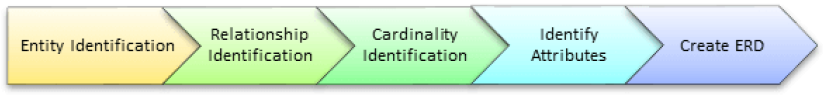 Entity Identification
Relationship
Identification
Cardinality
Identification
Identify
Attributes
Create ERD